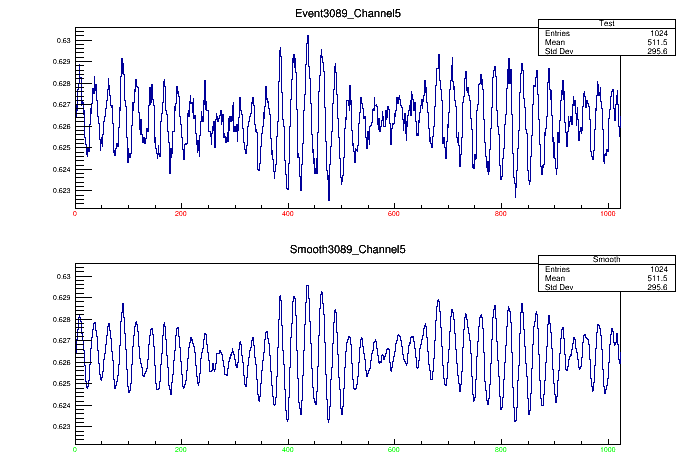 Event3089_Channel5
Test
Entries 1024
Mean 511.5
Std Dev 295.6
0.63
0.629
0.628
0.627
0.626
0.625
0.624
0.623
0 200 400 600 800 1000
Smooth3089_Channel5
Smooth
Entries 1024
Mean 511.5
Std Dev 295.6
0.63
0.629
0.628
0.627
0.626
0.625
0.624
0.623
0 200 400 600 800 1000